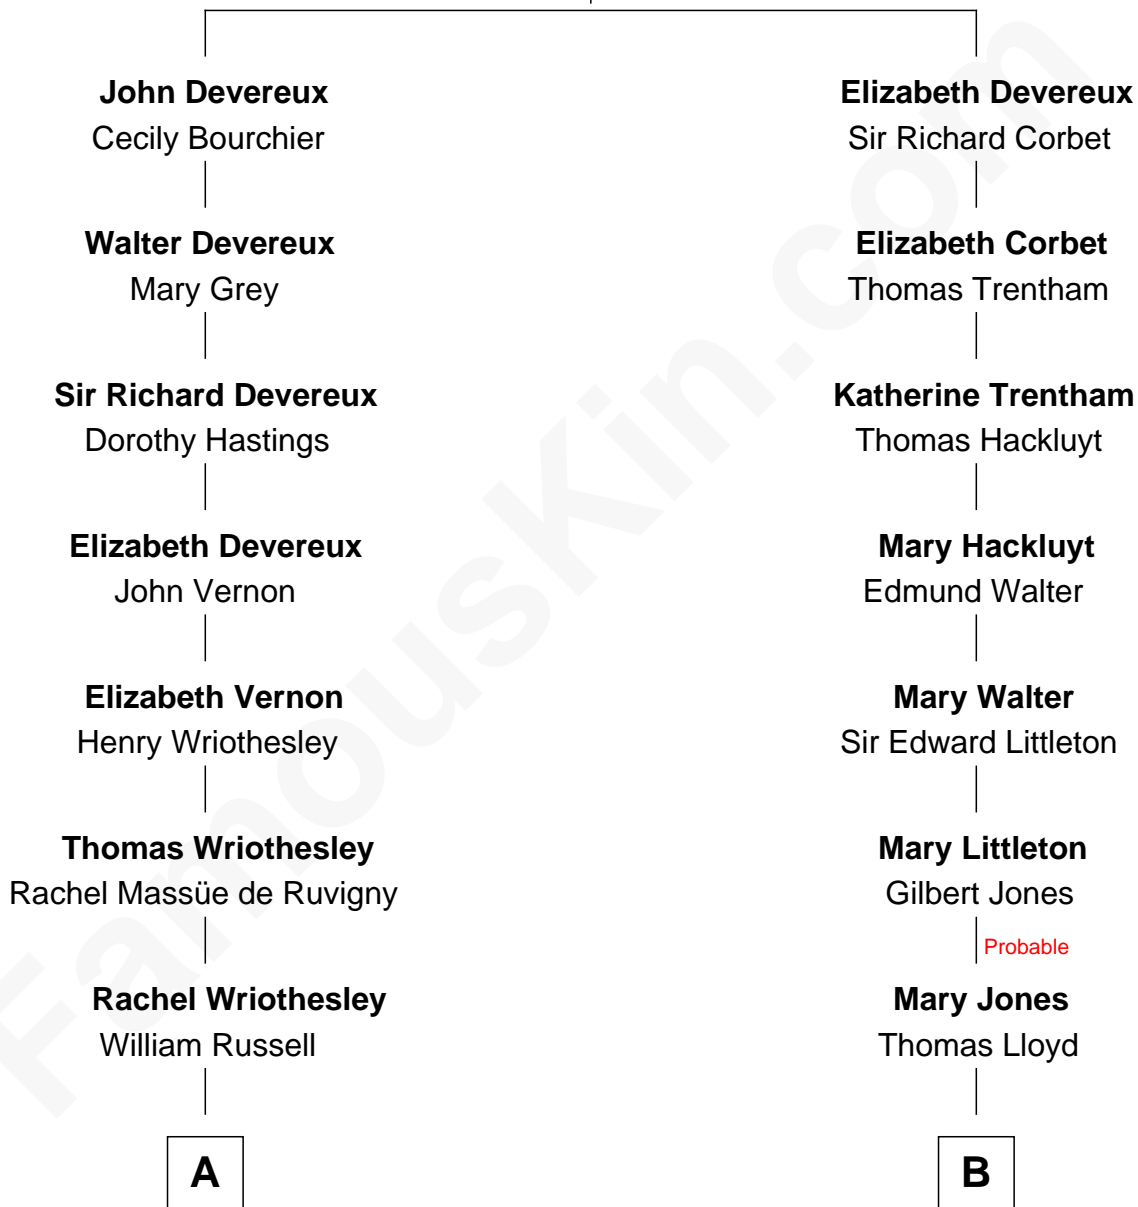 John Devereux
Cecily Bourchier
Walter Devereux
Mary Grey
Sir Richard Devereux
Dorothy Hastings
Elizabeth Devereux
John Vernon
Elizabeth Vernon
Henry Wriothesley
Thomas Wriothesley
Rachel Massüe de Ruvigny
Rachel Wriothesley
William Russell
A
Elizabeth Devereux
Sir Richard Corbet
Elizabeth Corbet
Thomas Trentham
Katherine Trentham
Thomas Hackluyt
Mary Hackluyt
Edmund Walter
Mary Walter
Sir Edward Littleton
Mary Littleton
Gilbert Jones
Probable
Mary Jones
Thomas Lloyd
B
FamousKin.com